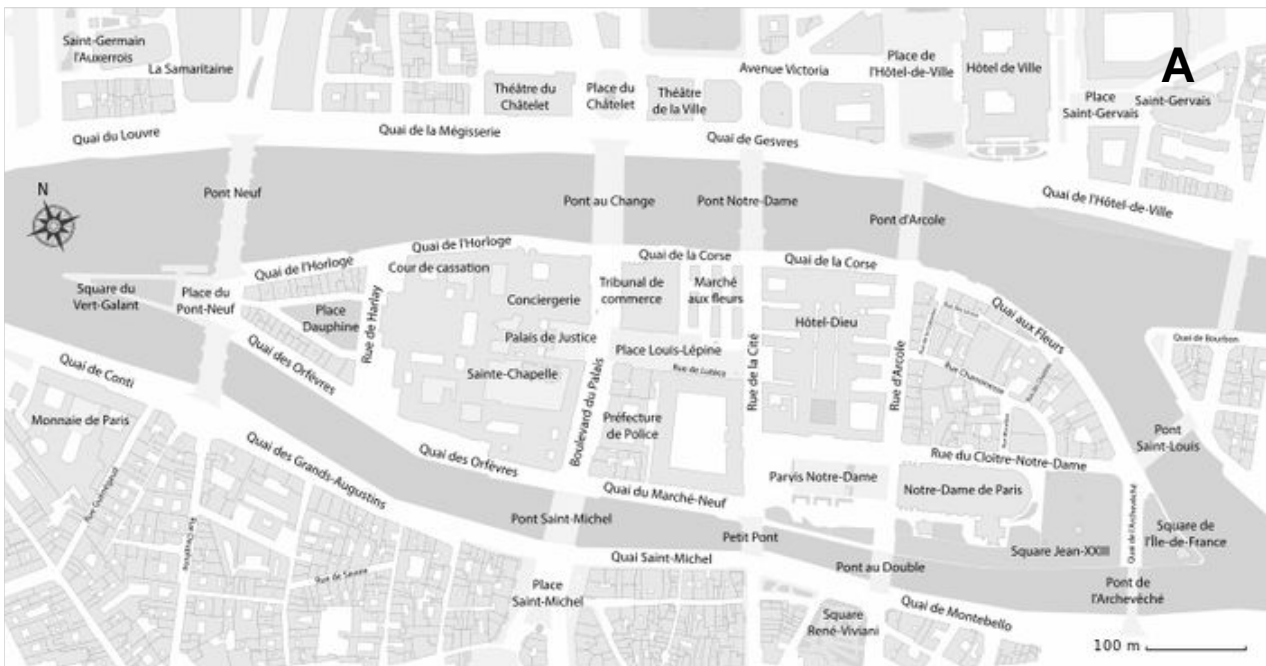 A
Saint-Germain
l'Auxerrois
La Samaritaine
Avenue Victoria
Place de
l'Hôtel-de-Ville
Hôtel de Ville
Théâtre du
Châtelet
Place du
Châtelet
Théâtre
de la Ville
Place
Saint-Gervais
Saint-Gervais
Quai du Louvre
Quai de la Mégisserie
Quai de Gesvres
Quai de l'Hôtel-de-Ville
N
Pont Neuf
Pont au Change
Pont Notre-Dame
Pont d'Arcole
Quai de l'Horloge
Quai de l'Horloge
Quai de la Corse
Quai de la Corse
Cour de cassation
Square du
Vert-Galant
Place du
Pont-Neuf
Place
Dauphine
Rue de Harlay
Conciergerie
Tribunal de
commerce
Marché
aux fleurs
Hôtel-Dieu
Quai aux Fleurs
Quai de Bourbon
Palais de Justice
Place Louis-Lépine
Rue de Lutèce
Rue de la Cité
Rue d'Arcole
Rue Chanoinesse
Quai des Orfèvres
Sainte-Chapelle
Boulevard du Palais
Quai de Conti
Monnaie de Paris
Préfecture
de Police
Pont
Saint-Louis
Rue du Cloître-Notre-Dame
Quai des Grands-Augustins
Quai des Orfèvres
Quai du Marché-Neuf
Parvis Notre-Dame
Notre-Dame de Paris
Rue Guénégaud
Rue Dauphine
Quai de l'Archevêché
Square de
l'Île-de-France
Pont Saint-Michel
Petit Pont
Square Jean-XXIII
Quai Saint-Michel
Pont au Double
Rue de Savoie
Place
Saint-Michel
Pont de
l'Archevêché
Square
René-Viviani
Quai de Montebello
100 m